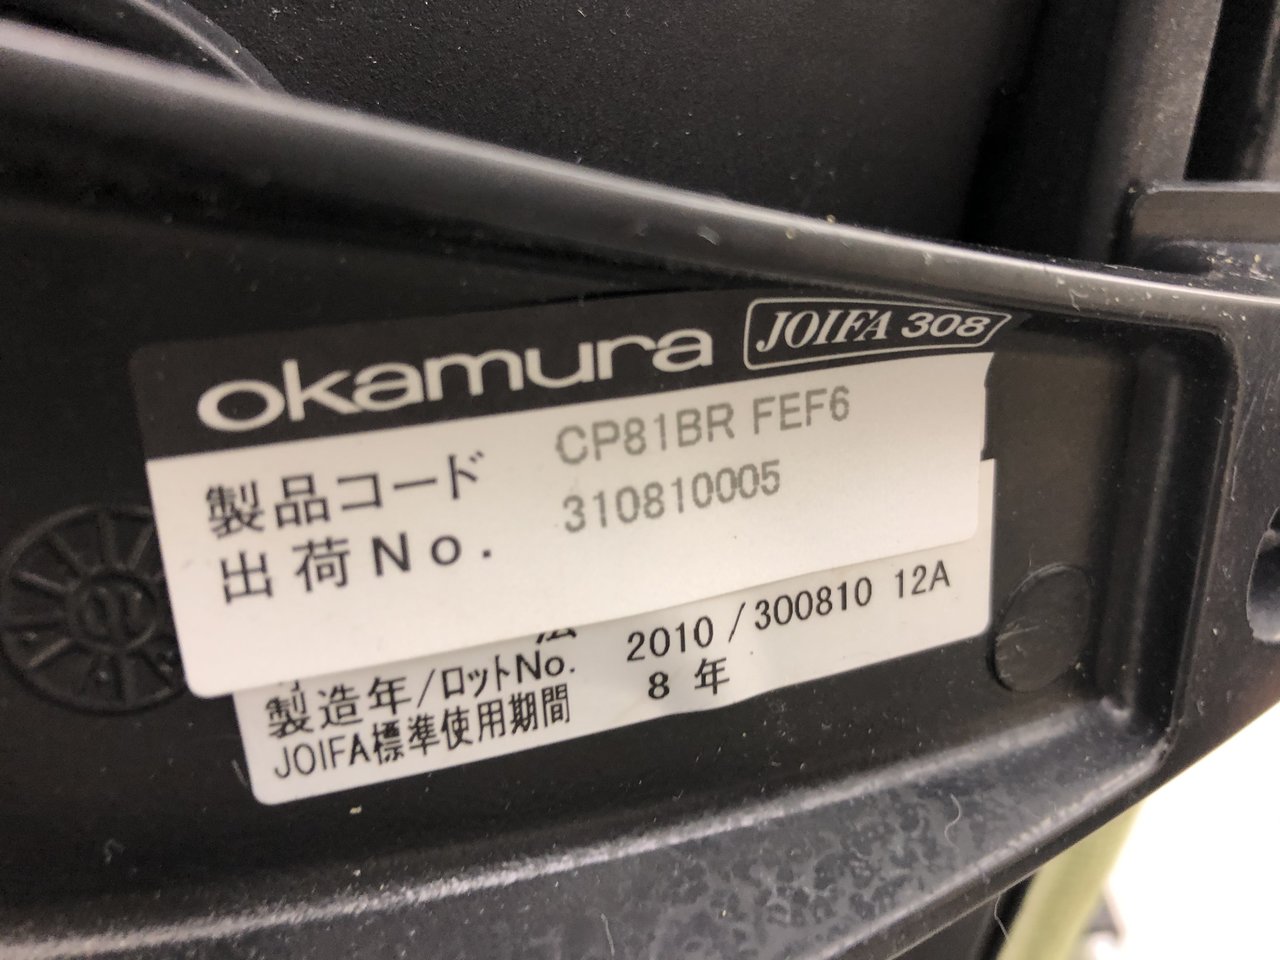 okamura JOIFA 308
製品コード CP81BR FEF6
出荷No. 310810005
製造年/ロットNo. 2010/300810 12A
JOIFA標準使用期間 8年